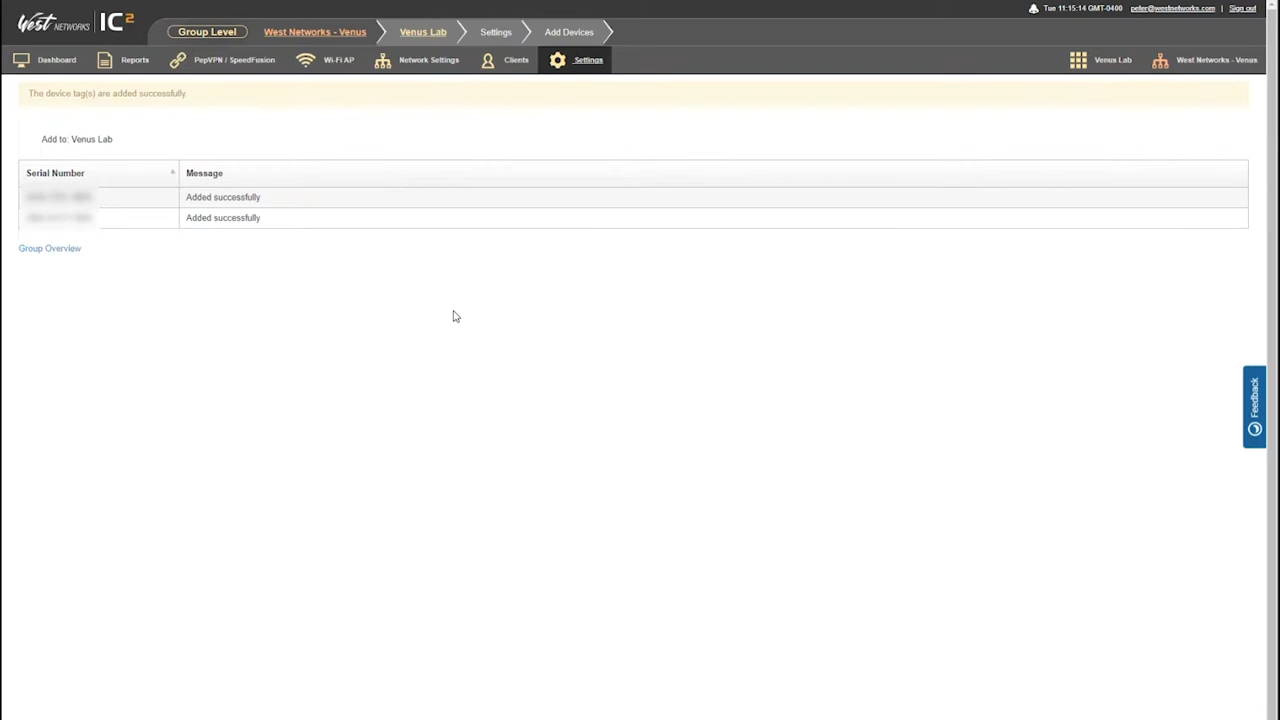 West NETWORKS | IC2
Group Level West Networks - Venus Venus Lab Settings Add Devices
Tue 11:15:14 GMT-0400 peter@westnetworks.com | Sign out
Dashboard Reports PepVPN / SpeedFusion Wi-Fi AP Network Settings Clients Settings Venus Lab West Networks - Venus
The device tag(s) are added successfully.
Add to: Venus Lab
Serial Number Message
Added successfully
Added successfully
Group Overview
Feedback